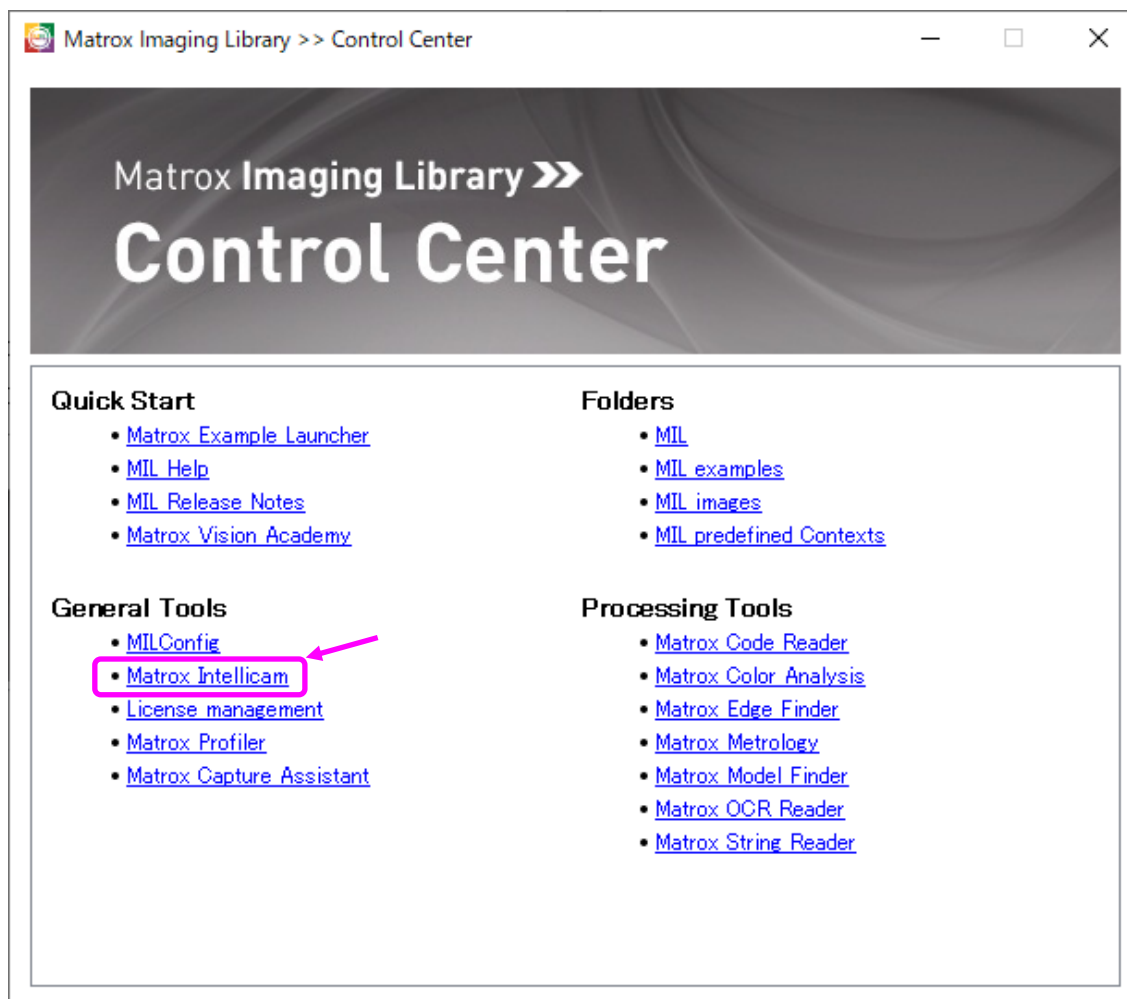 Matrox Imaging Library >> Control Center
Matrox Imaging Library >>
Control Center
Quick Start
• Matrox Example Launcher
• MIL Help
• MIL Release Notes
• Matrox Vision Academy
Folders
• MIL
• MIL examples
• MIL images
• MIL predefined Contexts
General Tools
• MILConfig
• Matrox Intellicam
• License management
• Matrox Profiler
• Matrox Capture Assistant
Processing Tools
• Matrox Code Reader
• Matrox Color Analysis
• Matrox Edge Finder
• Matrox Metrology
• Matrox Model Finder
• Matrox OCR Reader
• Matrox String Reader